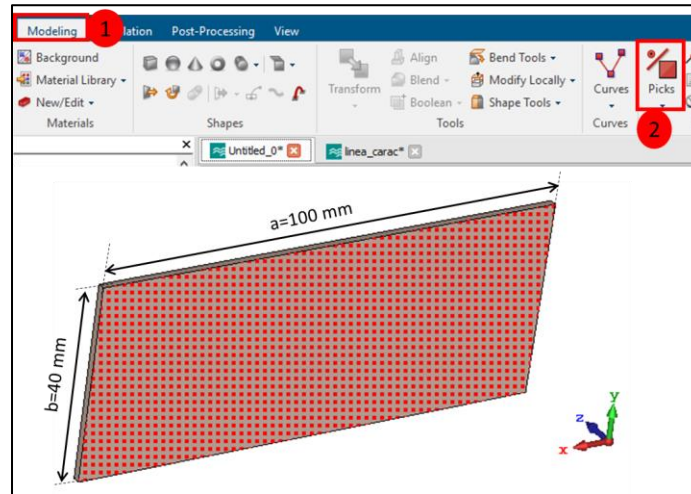 Modeling 1 lation Post-Processing View
Background
Material Library
New/Edit
Materials
Shapes
Transform
Align
Blend
Boolean
Bend Tools
Modify Locally
Shape Tools
Tools
Curves
Curves
Picks
2
Untitled_0*
linea_carac*
a=100 mm
b=40 mm
y
z
x